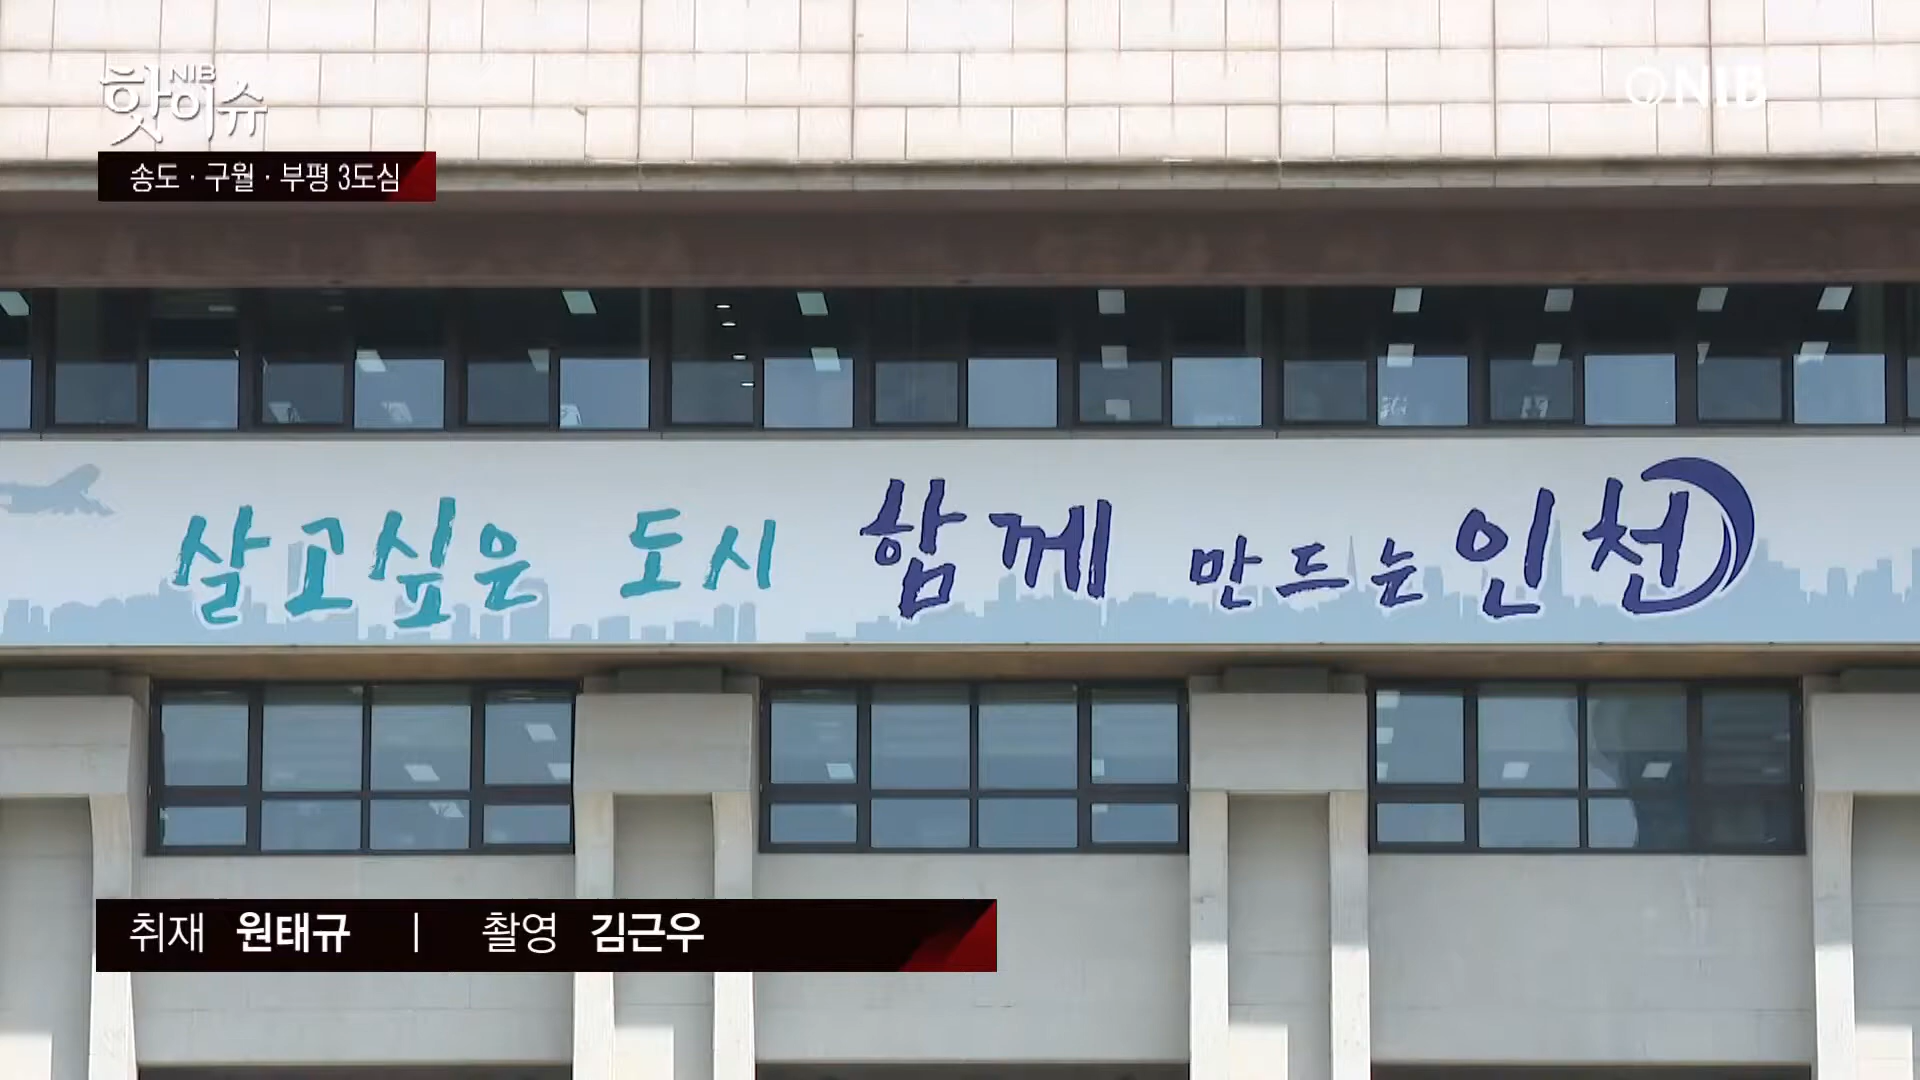 NIB
핫이슈
NIB
송도·구월·부평 3도심
살고싶은 도시 함께 만드는 인천
취재 원태규 | 촬영 김근우